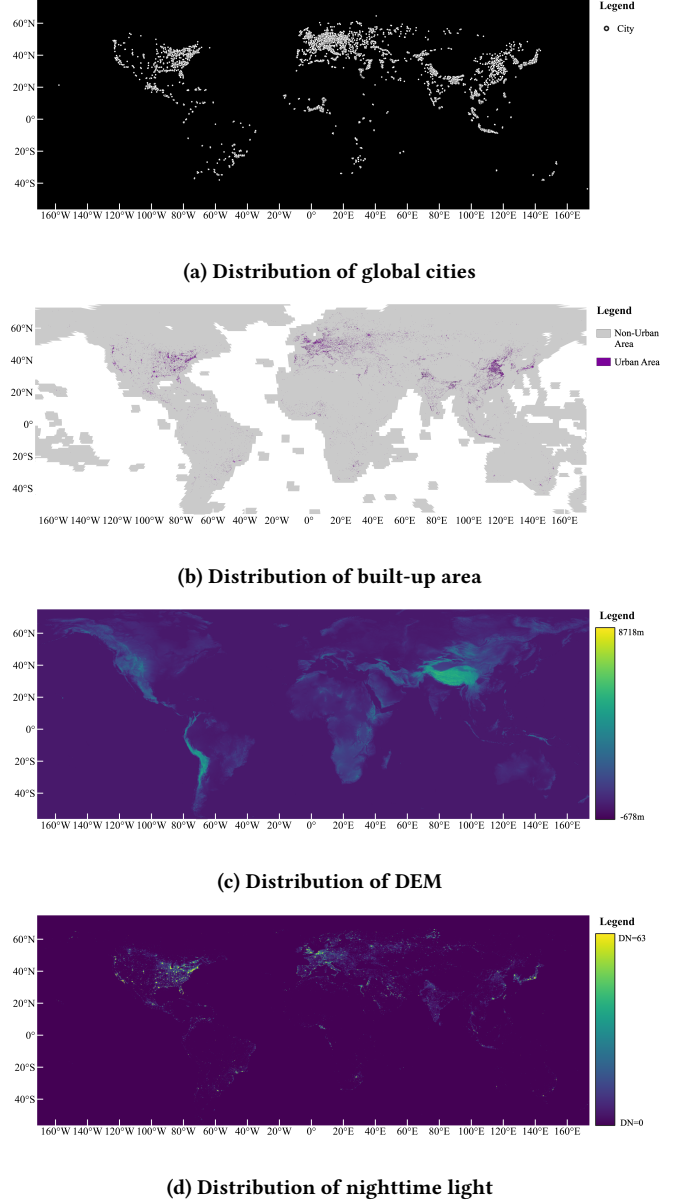 Legend
City
60°N
40°N
20°N
0°
20°S
40°S
160°W 140°W 120°W 100°W 80°W 60°W 40°W 20°W 0° 20°E 40°E 60°E 80°E 100°E 120°E 140°E 160°E
(a) Distribution of global cities
Legend
Non-Urban
Area
Urban Area
60°N
40°N
20°N
0°
20°S
40°S
160°W 140°W 120°W 100°W 80°W 60°W 40°W 20°W 0° 20°E 40°E 60°E 80°E 100°E 120°E 140°E 160°E
(b) Distribution of built-up area
Legend
8718m
-678m
60°N
40°N
20°N
0°
20°S
40°S
160°W 140°W 120°W 100°W 80°W 60°W 40°W 20°W 0° 20°E 40°E 60°E 80°E 100°E 120°E 140°E 160°E
(c) Distribution of DEM
Legend
DN=63
DN=0
60°N
40°N
20°N
0°
20°S
40°S
160°W 140°W 120°W 100°W 80°W 60°W 40°W 20°W 0° 20°E 40°E 60°E 80°E 100°E 120°E 140°E 160°E
(d) Distribution of nighttime light